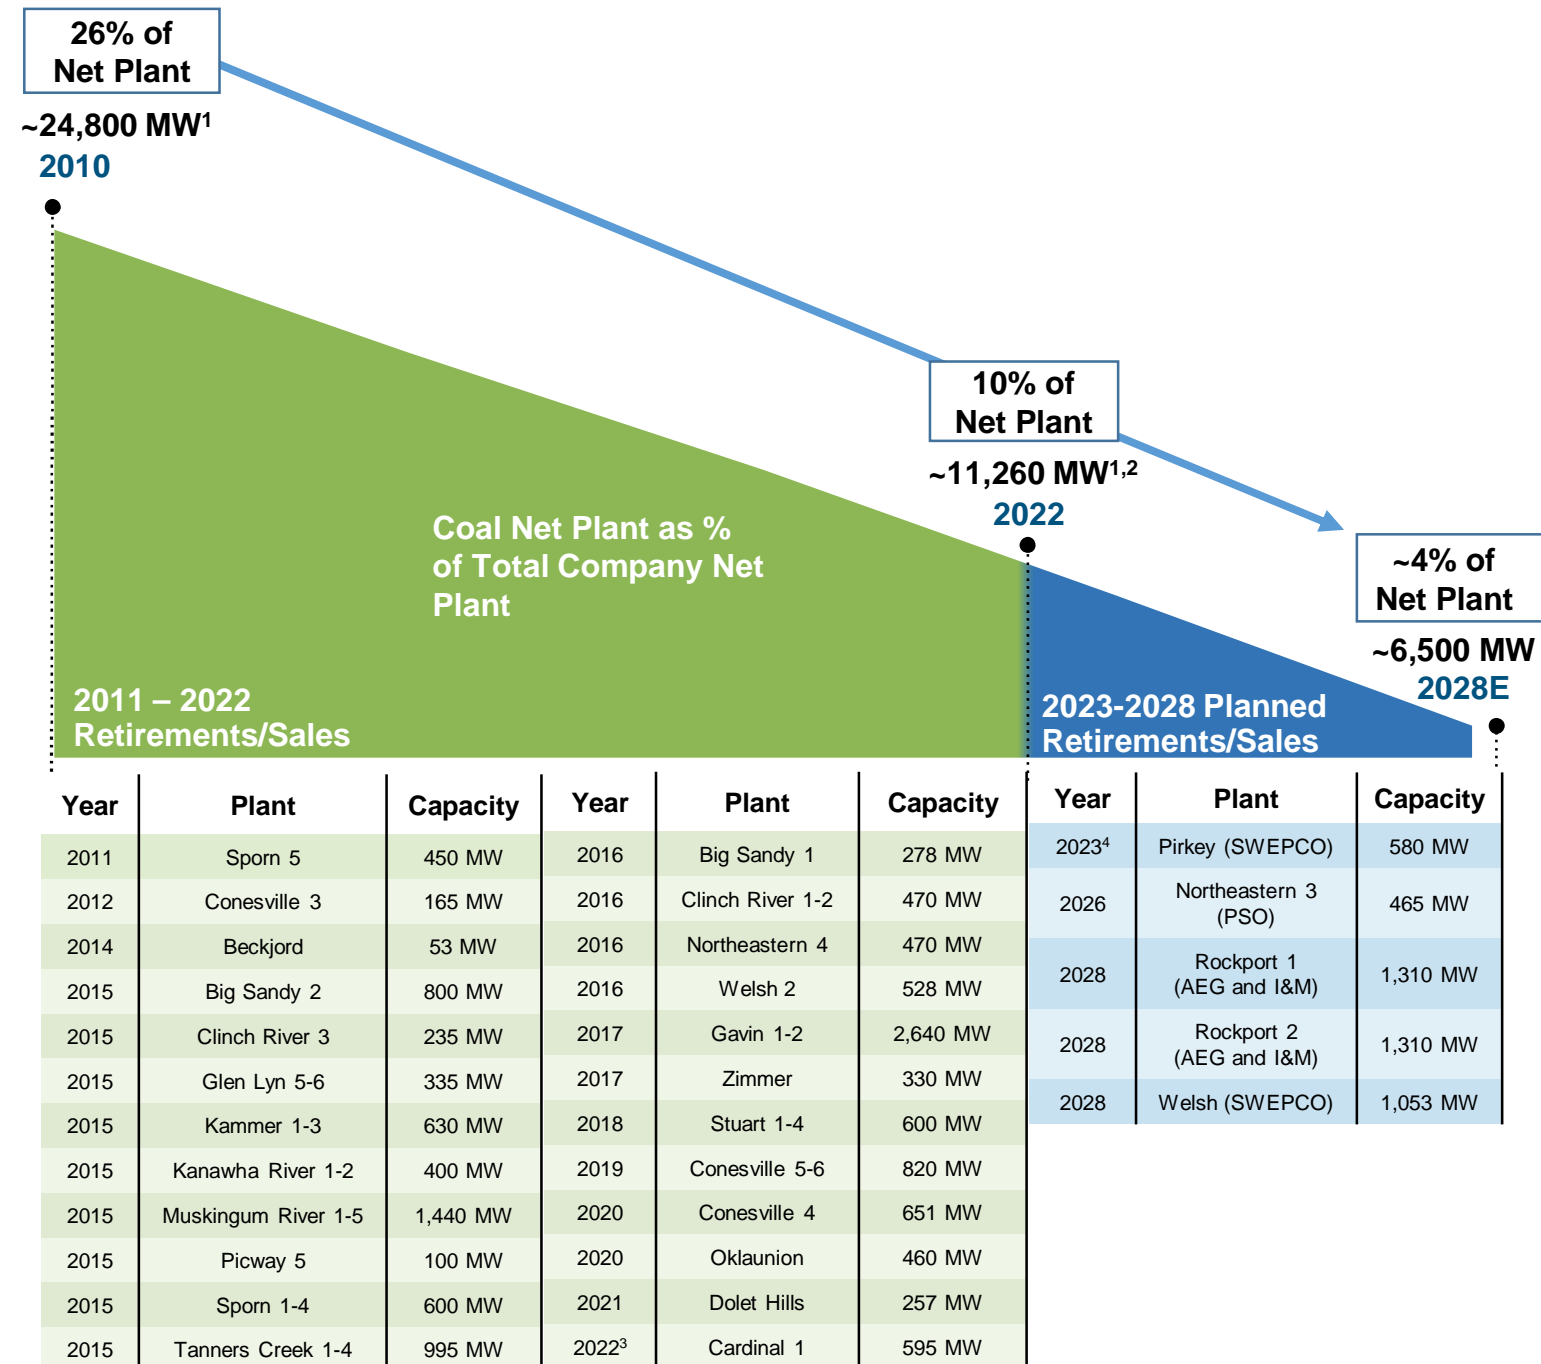 26% of
Net Plant
~24,800 MW¹
2010
10% of
Net Plant
~11,260 MW¹,²
2022
~4% of
Net Plant
~6,500 MW
2028E
Coal Net Plant as %
of Total Company Net
Plant
2011 – 2022
Retirements/Sales
2023-2028 Planned
Retirements/Sales
Year Plant Capacity
2011 Sporn 5 450 MW
2012 Conesville 3 165 MW
2014 Beckjord 53 MW
2015 Big Sandy 2 800 MW
2015 Clinch River 3 235 MW
2015 Glen Lyn 5-6 335 MW
2015 Kammer 1-3 630 MW
2015 Kanawha River 1-2 400 MW
2015 Muskingum River 1-5 1,440 MW
2015 Picway 5 100 MW
2015 Sporn 1-4 600 MW
2015 Tanners Creek 1-4 995 MW
Year Plant Capacity
2016 Big Sandy 1 278 MW
2016 Clinch River 1-2 470 MW
2016 Northeastern 4 470 MW
2016 Welsh 2 528 MW
2017 Gavin 1-2 2,640 MW
2017 Zimmer 330 MW
2018 Stuart 1-4 600 MW
2019 Conesville 5-6 820 MW
2020 Conesville 4 651 MW
2020 Oklaunion 460 MW
2021 Dolet Hills 257 MW
2022³ Cardinal 1 595 MW
Year Plant Capacity
2023⁴ Pirkey (SWEPCO) 580 MW
2026 Northeastern 3
(PSO) 465 MW
2028 Rockport 1
(AEG and I&M) 1,310 MW
2028 Rockport 2
(AEG and I&M) 1,310 MW
2028 Welsh (SWEPCO) 1,053 MW